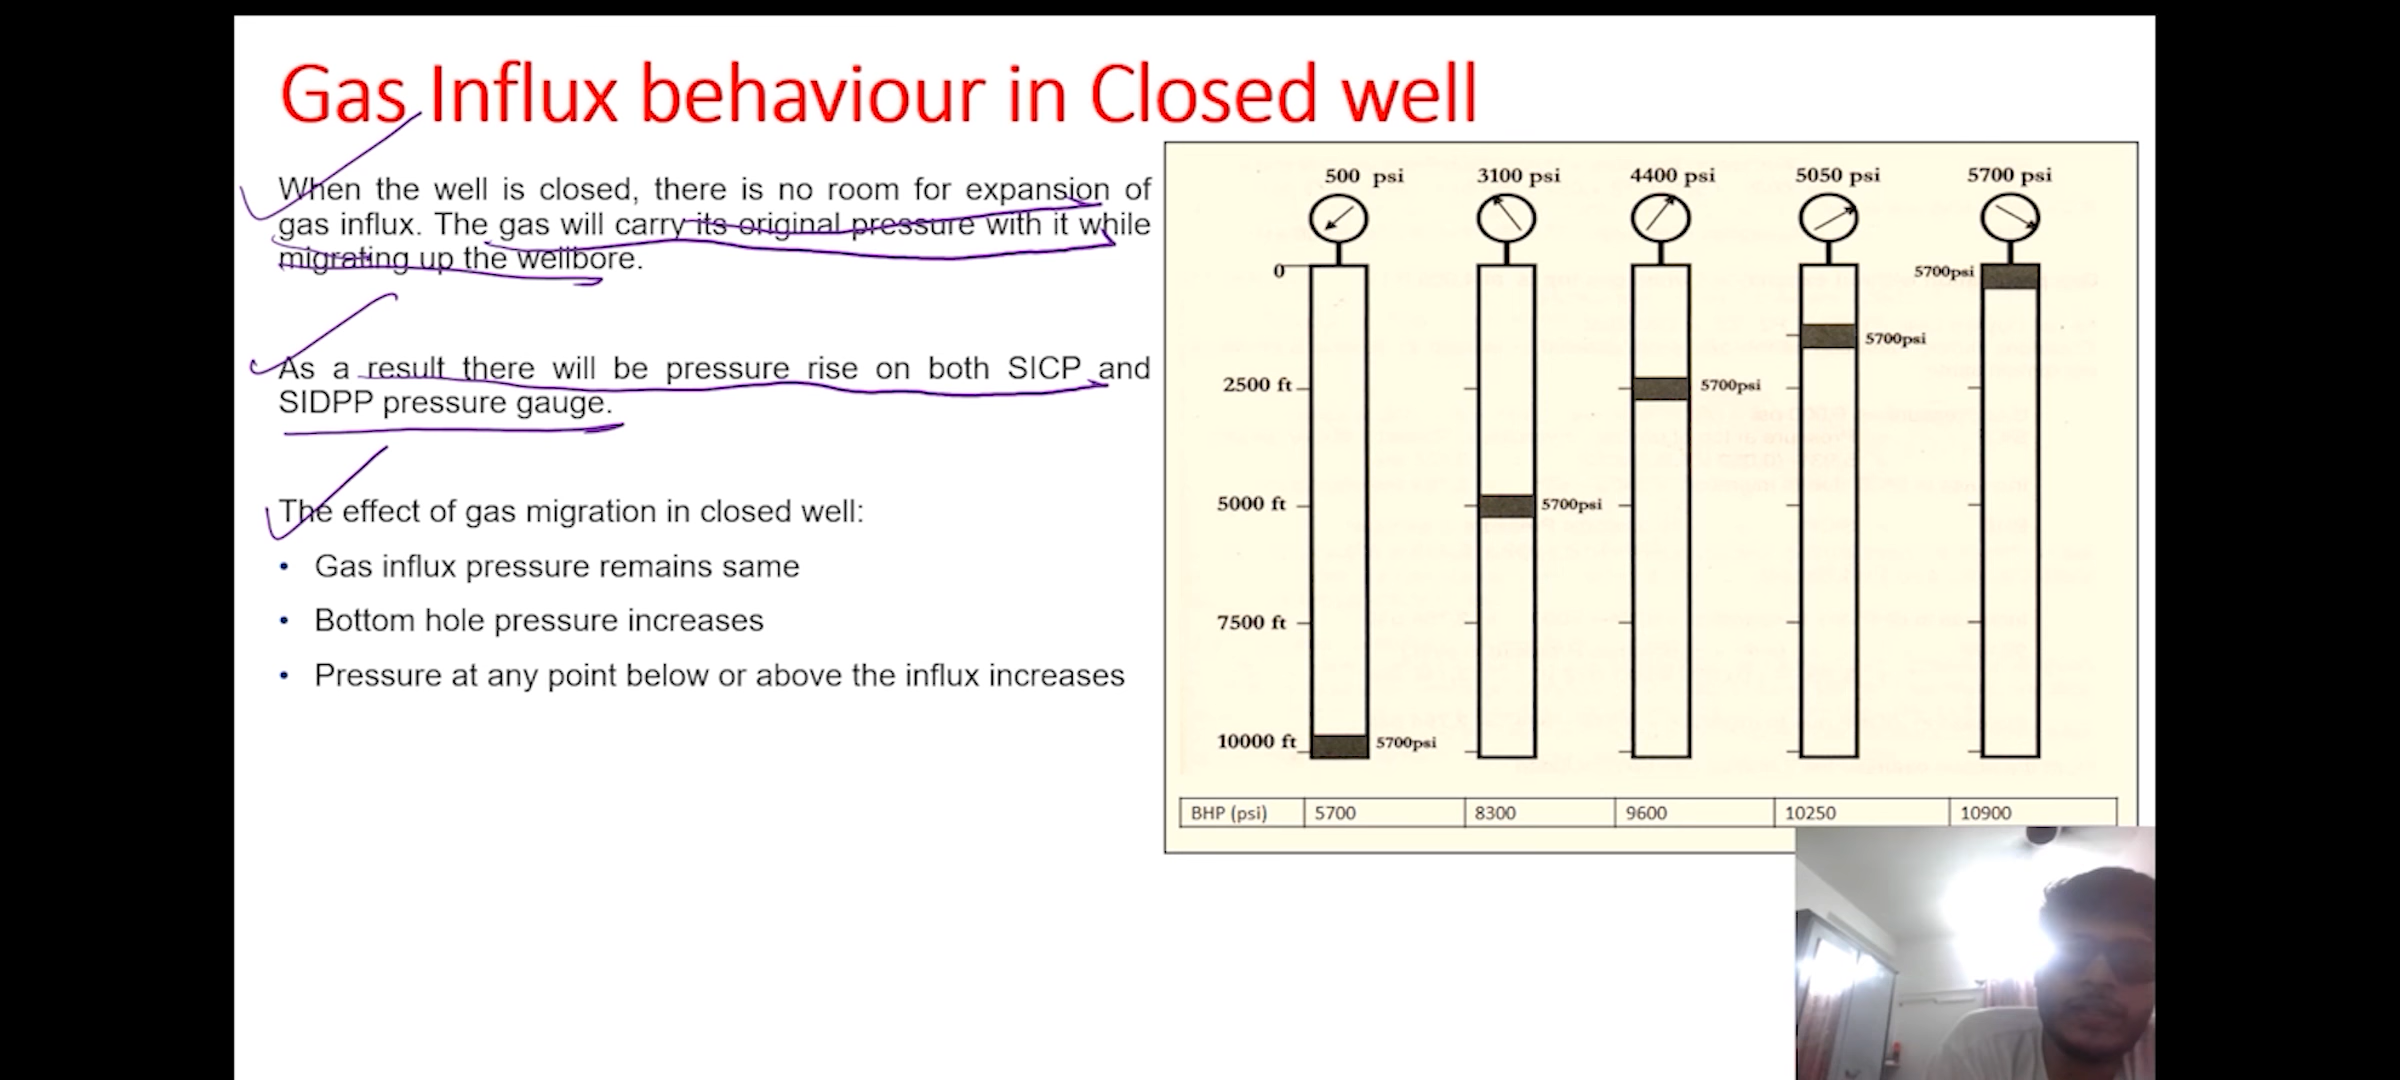 Gas Influx behaviour in Closed well
When the well is closed, there is no room for expansion of
gas influx. The gas will carry its original pressure with it while
migrating up the wellbore.
As a result there will be pressure rise on both SICP and
SIDPP pressure gauge.
The effect of gas migration in closed well:
• Gas influx pressure remains same
• Bottom hole pressure increases
• Pressure at any point below or above the influx increases
500 psi 3100 psi 4400 psi 5050 psi 5700 psi
0
5700psi
5700psi
2500 ft
5700psi
5000 ft
5700psi
7500 ft
10000 ft
5700psi
BHP (psi) 5700 8300 9600 10250 10900